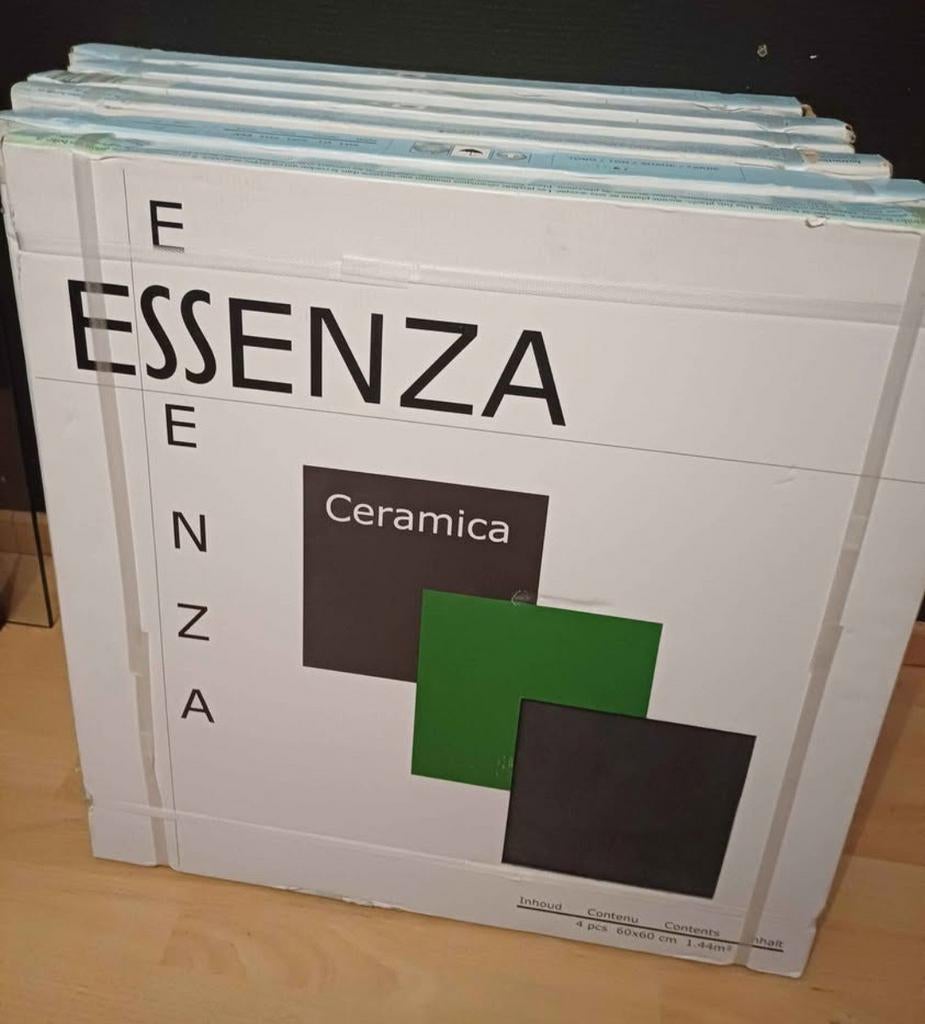 E
ESSENZA
E
N
Z
A
Ceramica
Inhoud Contenu Contents
4 pcs 60x60 cm 1.44m²